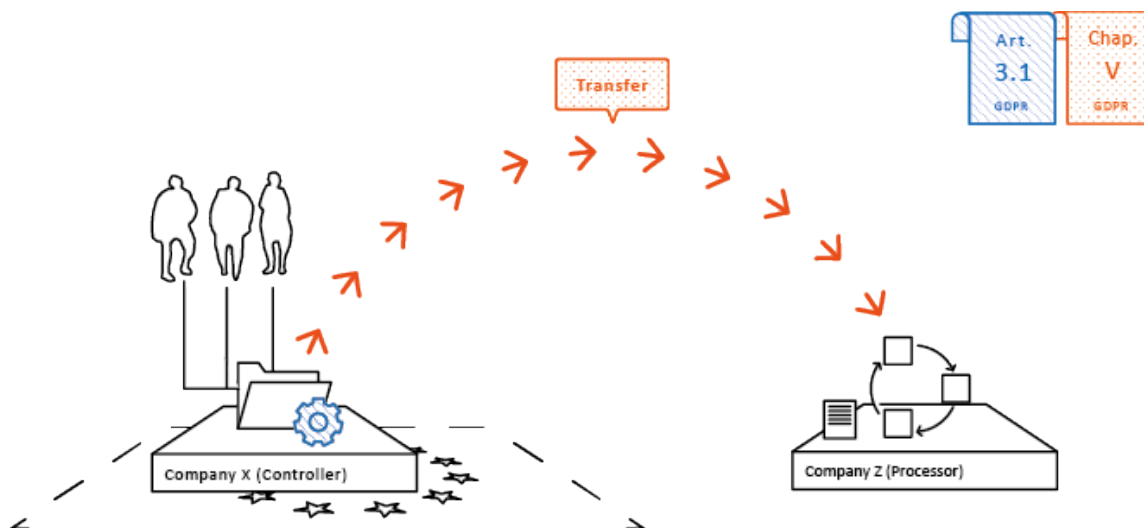 Art.
3.1
GDPR
Chap.
V
GDPR
Transfer
Company X (Controller)
Company Z (Processor)